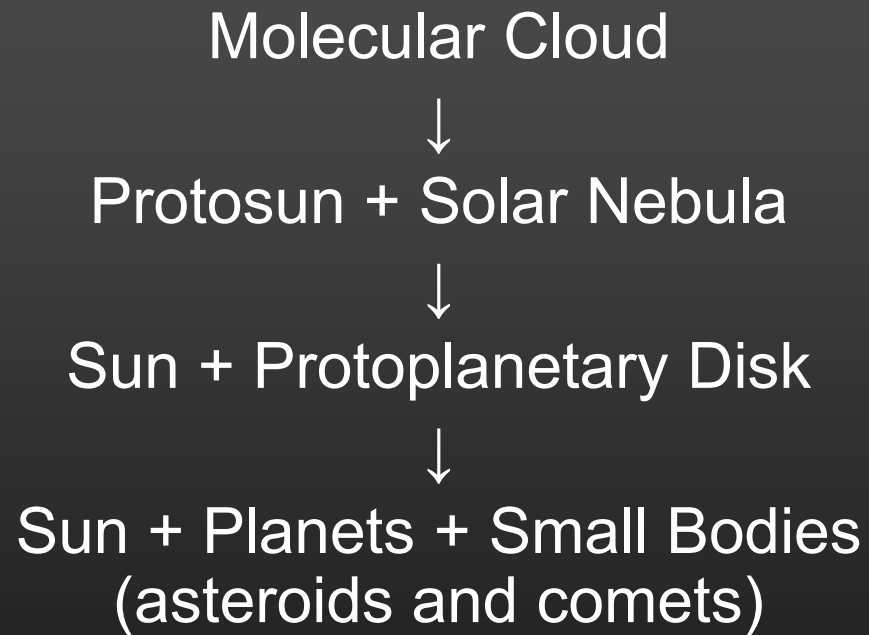 Molecular Cloud
↓
Protosun + Solar Nebula
↓
Sun + Protoplanetary Disk
↓
Sun + Planets + Small Bodies
(asteroids and comets)